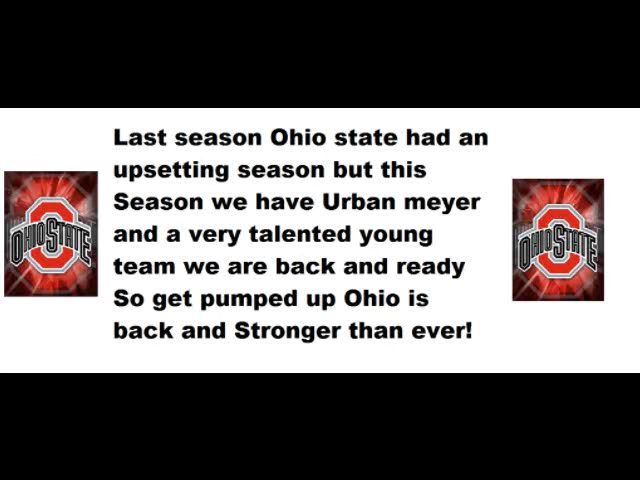 Last season Ohio state had an
upsetting season but this
Season we have Urban meyer
and a very talented young
team we are back and ready
So get pumped up Ohio is
back and Stronger than ever!
OHIO STATE
OHIO STATE